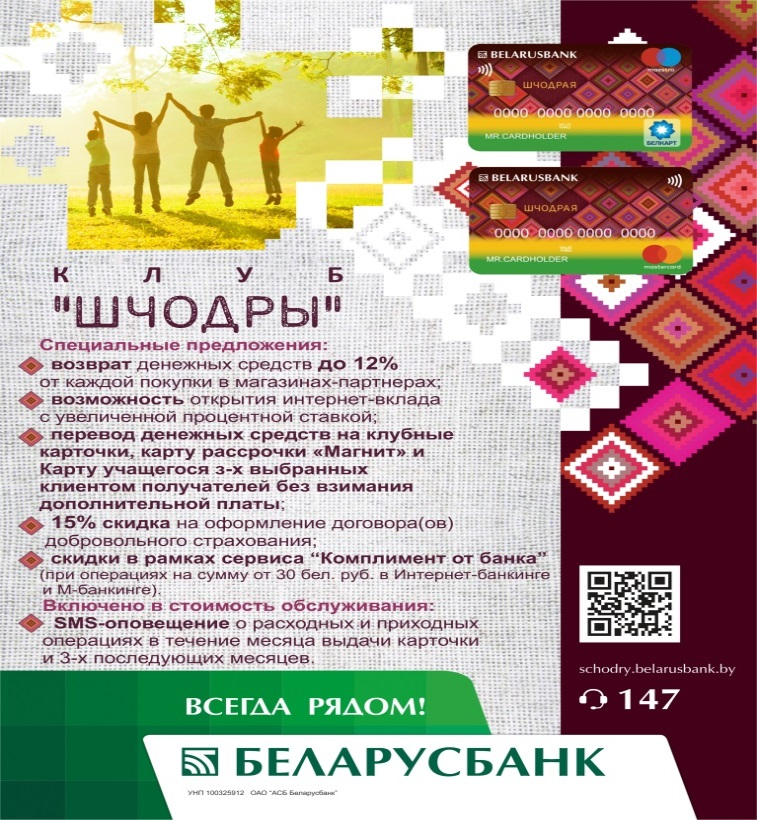 BELARUSBANK
maestro
ШЧОДРАЯ
0000 0000 0000 0000
MR.CARDHOLDER
БЕЛКАРТ
BELARUSBANK
ШЧОДРАЯ
0000 0000 0000 0000
MR.CARDHOLDER
mastercard
КЛУБ
"ШЧОДРЫ"
Специальные предложения:
возврат денежных средств до 12%
от каждой покупки в магазинах-партнерах;
возможность открытия интернет-вклада
с увеличенной процентной ставкой;
перевод денежных средств на клубные
карточки, карту рассрочки «Магнит» и
Карту учащегося з-х выбранных
клиентом получателей без взимания
дополнительной платы;
15% скидка на оформление договора(ов)
добровольного страхования;
скидки в рамках сервиса “Комплимент от банка”
(при операциях на сумму от 30 бел. руб. в Интернет-банкинге
и М-банкинге).
Включено в стоимость обслуживания:
SMS-оповещение о расходных и приходных
операциях в течение месяца выдачи карточки
и 3-х последующих месяцев.
schodry.belarusbank.by
147
ВСЕГДА РЯДОМ!
БЕЛАРУСБАНК
УНП 100325912 ОАО "АСБ Беларусбанк"